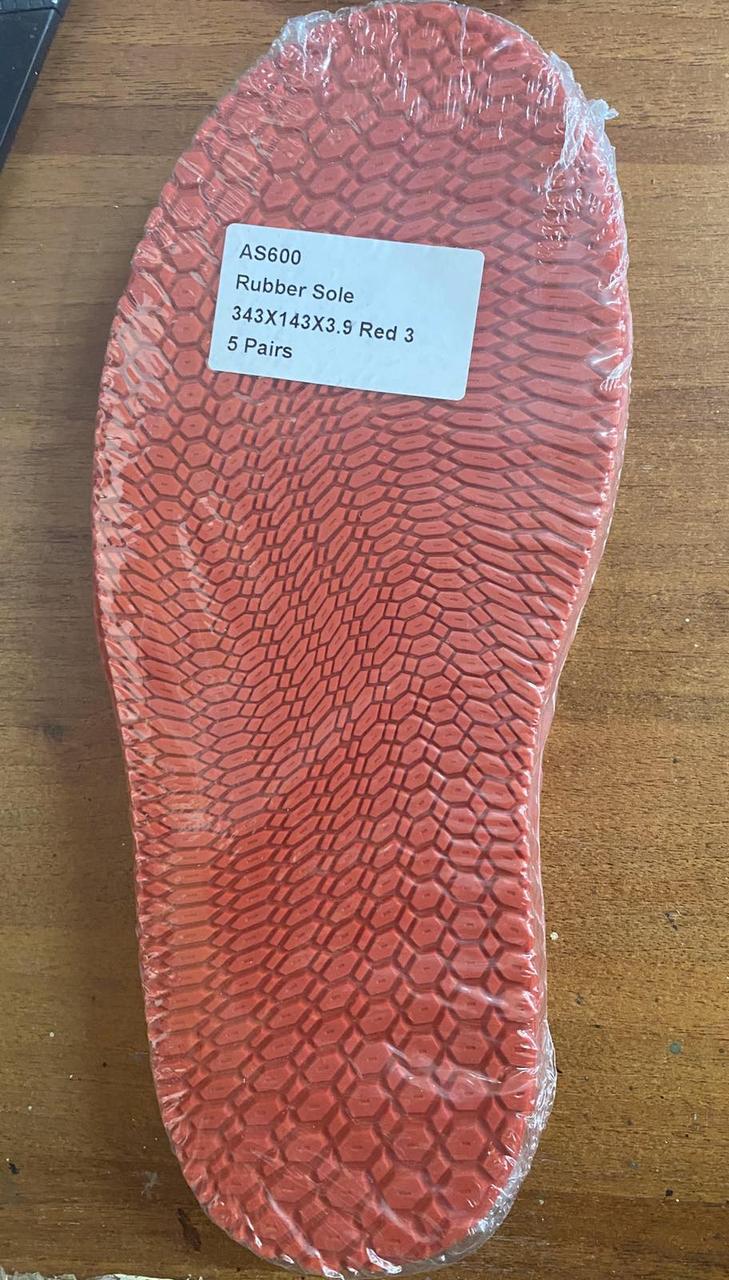 AS600
Rubber Sole
343X143X3.9 Red 3
5 Pairs